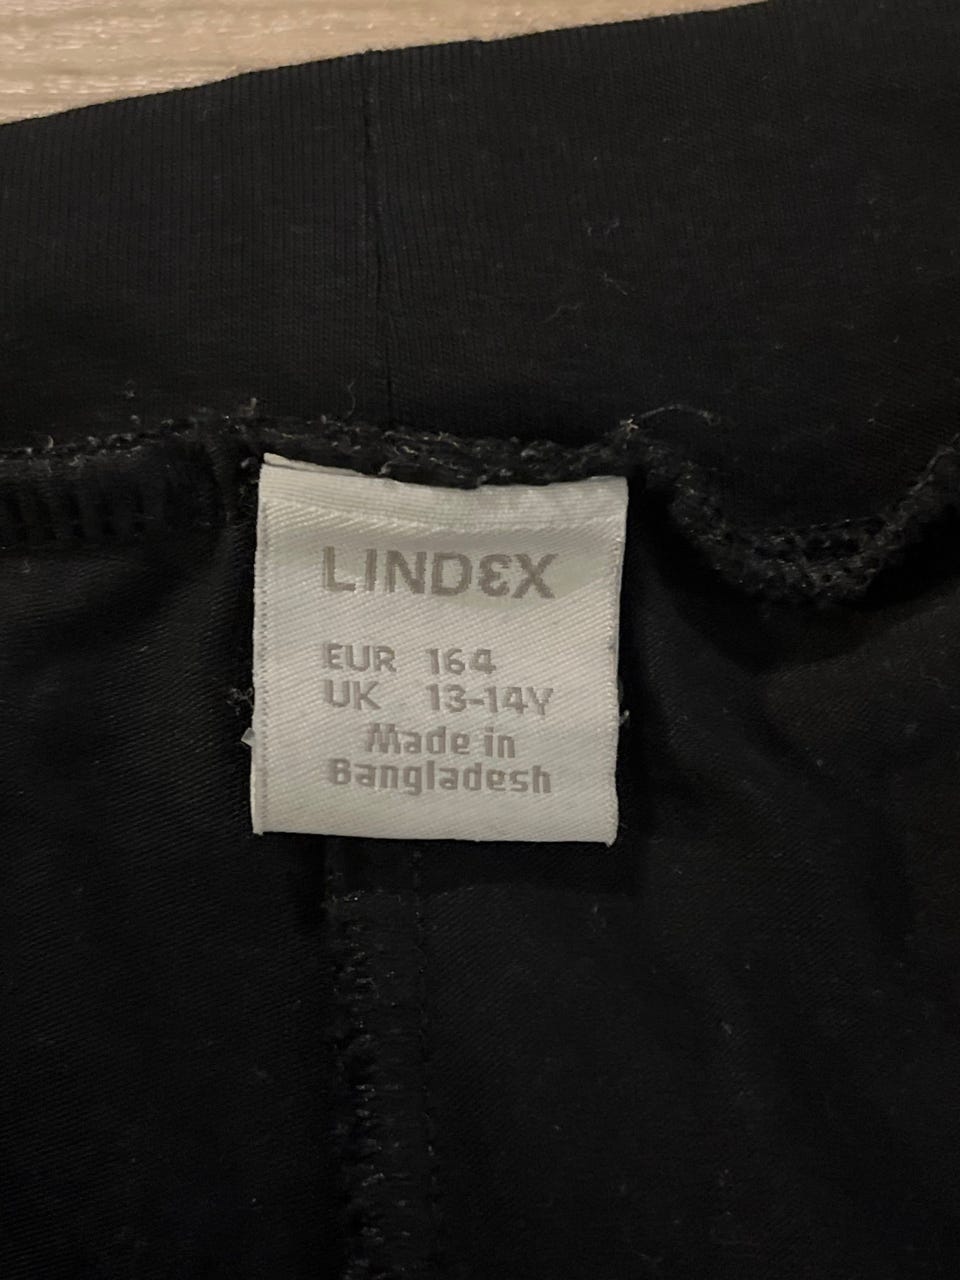 LINDEX
EUR 164
UK 13-14Y
Made in
Bangladesh